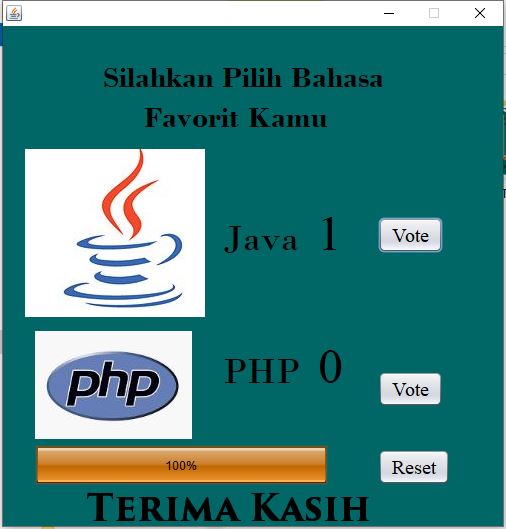 Silahkan Pilih Bahasa
Favorit Kamu
Java 1 Vote
PHP 0 Vote
php
100% Reset
Terima Kasih